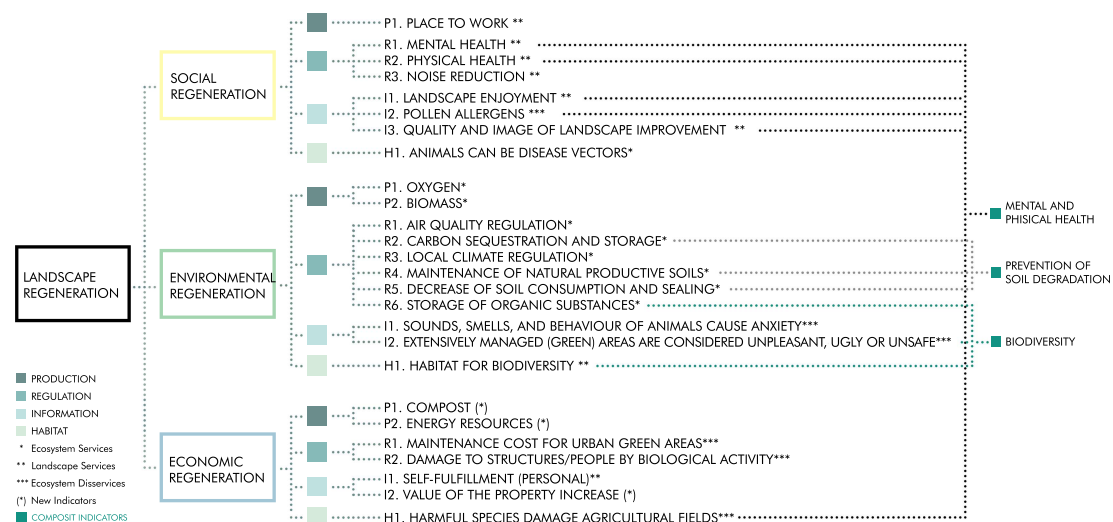 LANDSCAPE
REGENERATION
SOCIAL
REGENERATION
P1. PLACE TO WORK **
R1. MENTAL HEALTH **
R2. PHYSICAL HEALTH **
R3. NOISE REDUCTION **
I1. LANDSCAPE ENJOYMENT **
I2. POLLEN ALLERGENS ***
I3. QUALITY AND IMAGE OF LANDSCAPE IMPROVEMENT **
H1. ANIMALS CAN BE DISEASE VECTORS*
ENVIRONMENTAL
REGENERATION
P1. OXYGEN*
P2. BIOMASS*
R1. AIR QUALITY REGULATION*
R2. CARBON SEQUESTRATION AND STORAGE*
R3. LOCAL CLIMATE REGULATION*
R4. MAINTENANCE OF NATURAL PRODUCTIVE SOILS*
R5. DECREASE OF SOIL CONSUMPTION AND SEALING*
R6. STORAGE OF ORGANIC SUBSTANCES*
I1. SOUNDS, SMELLS, AND BEHAVIOUR OF ANIMALS CAUSE ANXIETY***
I2. EXTENSIVELY MANAGED (GREEN) AREAS ARE CONSIDERED UNPLEASANT, UGLY OR UNSAFE***
H1. HABITAT FOR BIODIVERSITY **
ECONOMIC
REGENERATION
P1. COMPOST (*)
P2. ENERGY RESOURCES (*)
R1. MAINTENANCE COST FOR URBAN GREEN AREAS***
R2. DAMAGE TO STRUCTURES/PEOPLE BY BIOLOGICAL ACTIVITY***
I1. SELF-FULFILLMENT (PERSONAL)**
I2. VALUE OF THE PROPERTY INCREASE (*)
H1. HARMFUL SPECIES DAMAGE AGRICULTURAL FIELDS***
MENTAL AND
PHISICAL HEALTH
PREVENTION OF
SOIL DEGRADATION
BIODIVERSITY
PRODUCTION
REGULATION
INFORMATION
HABITAT
* Ecosystem Services
** Landscape Services
*** Ecosystem Disservices
(*) New Indicators
COMPOSIT INDICATORS